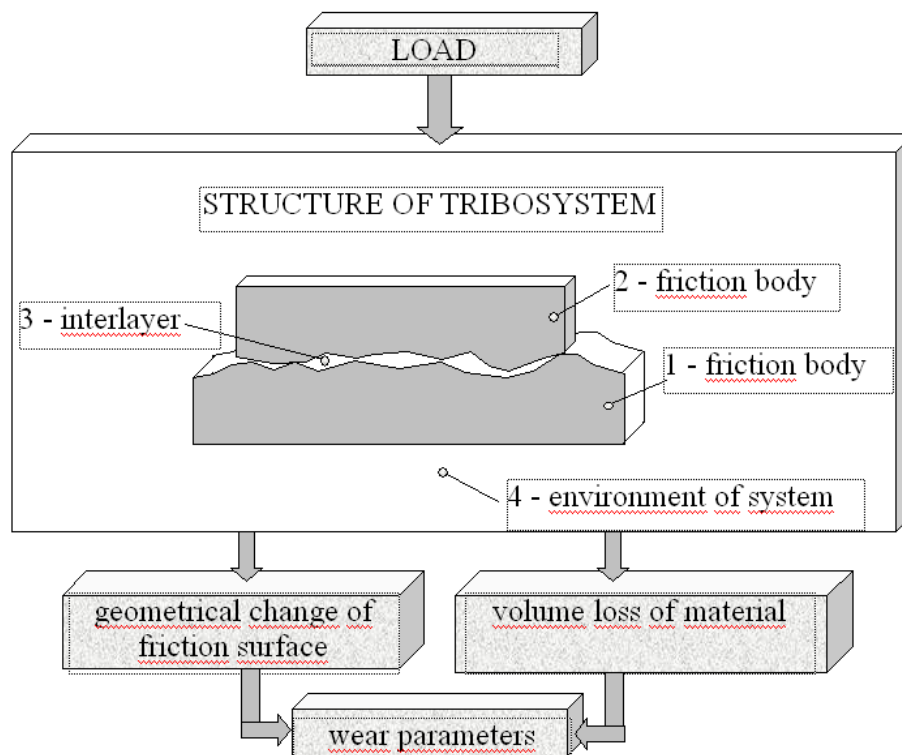 LOAD
STRUCTURE OF TRIBOSYSTEM
2 - friction body
3 - interlayer
1 - friction body
4 - environment of system
geometrical change of
friction surface
volume loss of material
wear parameters